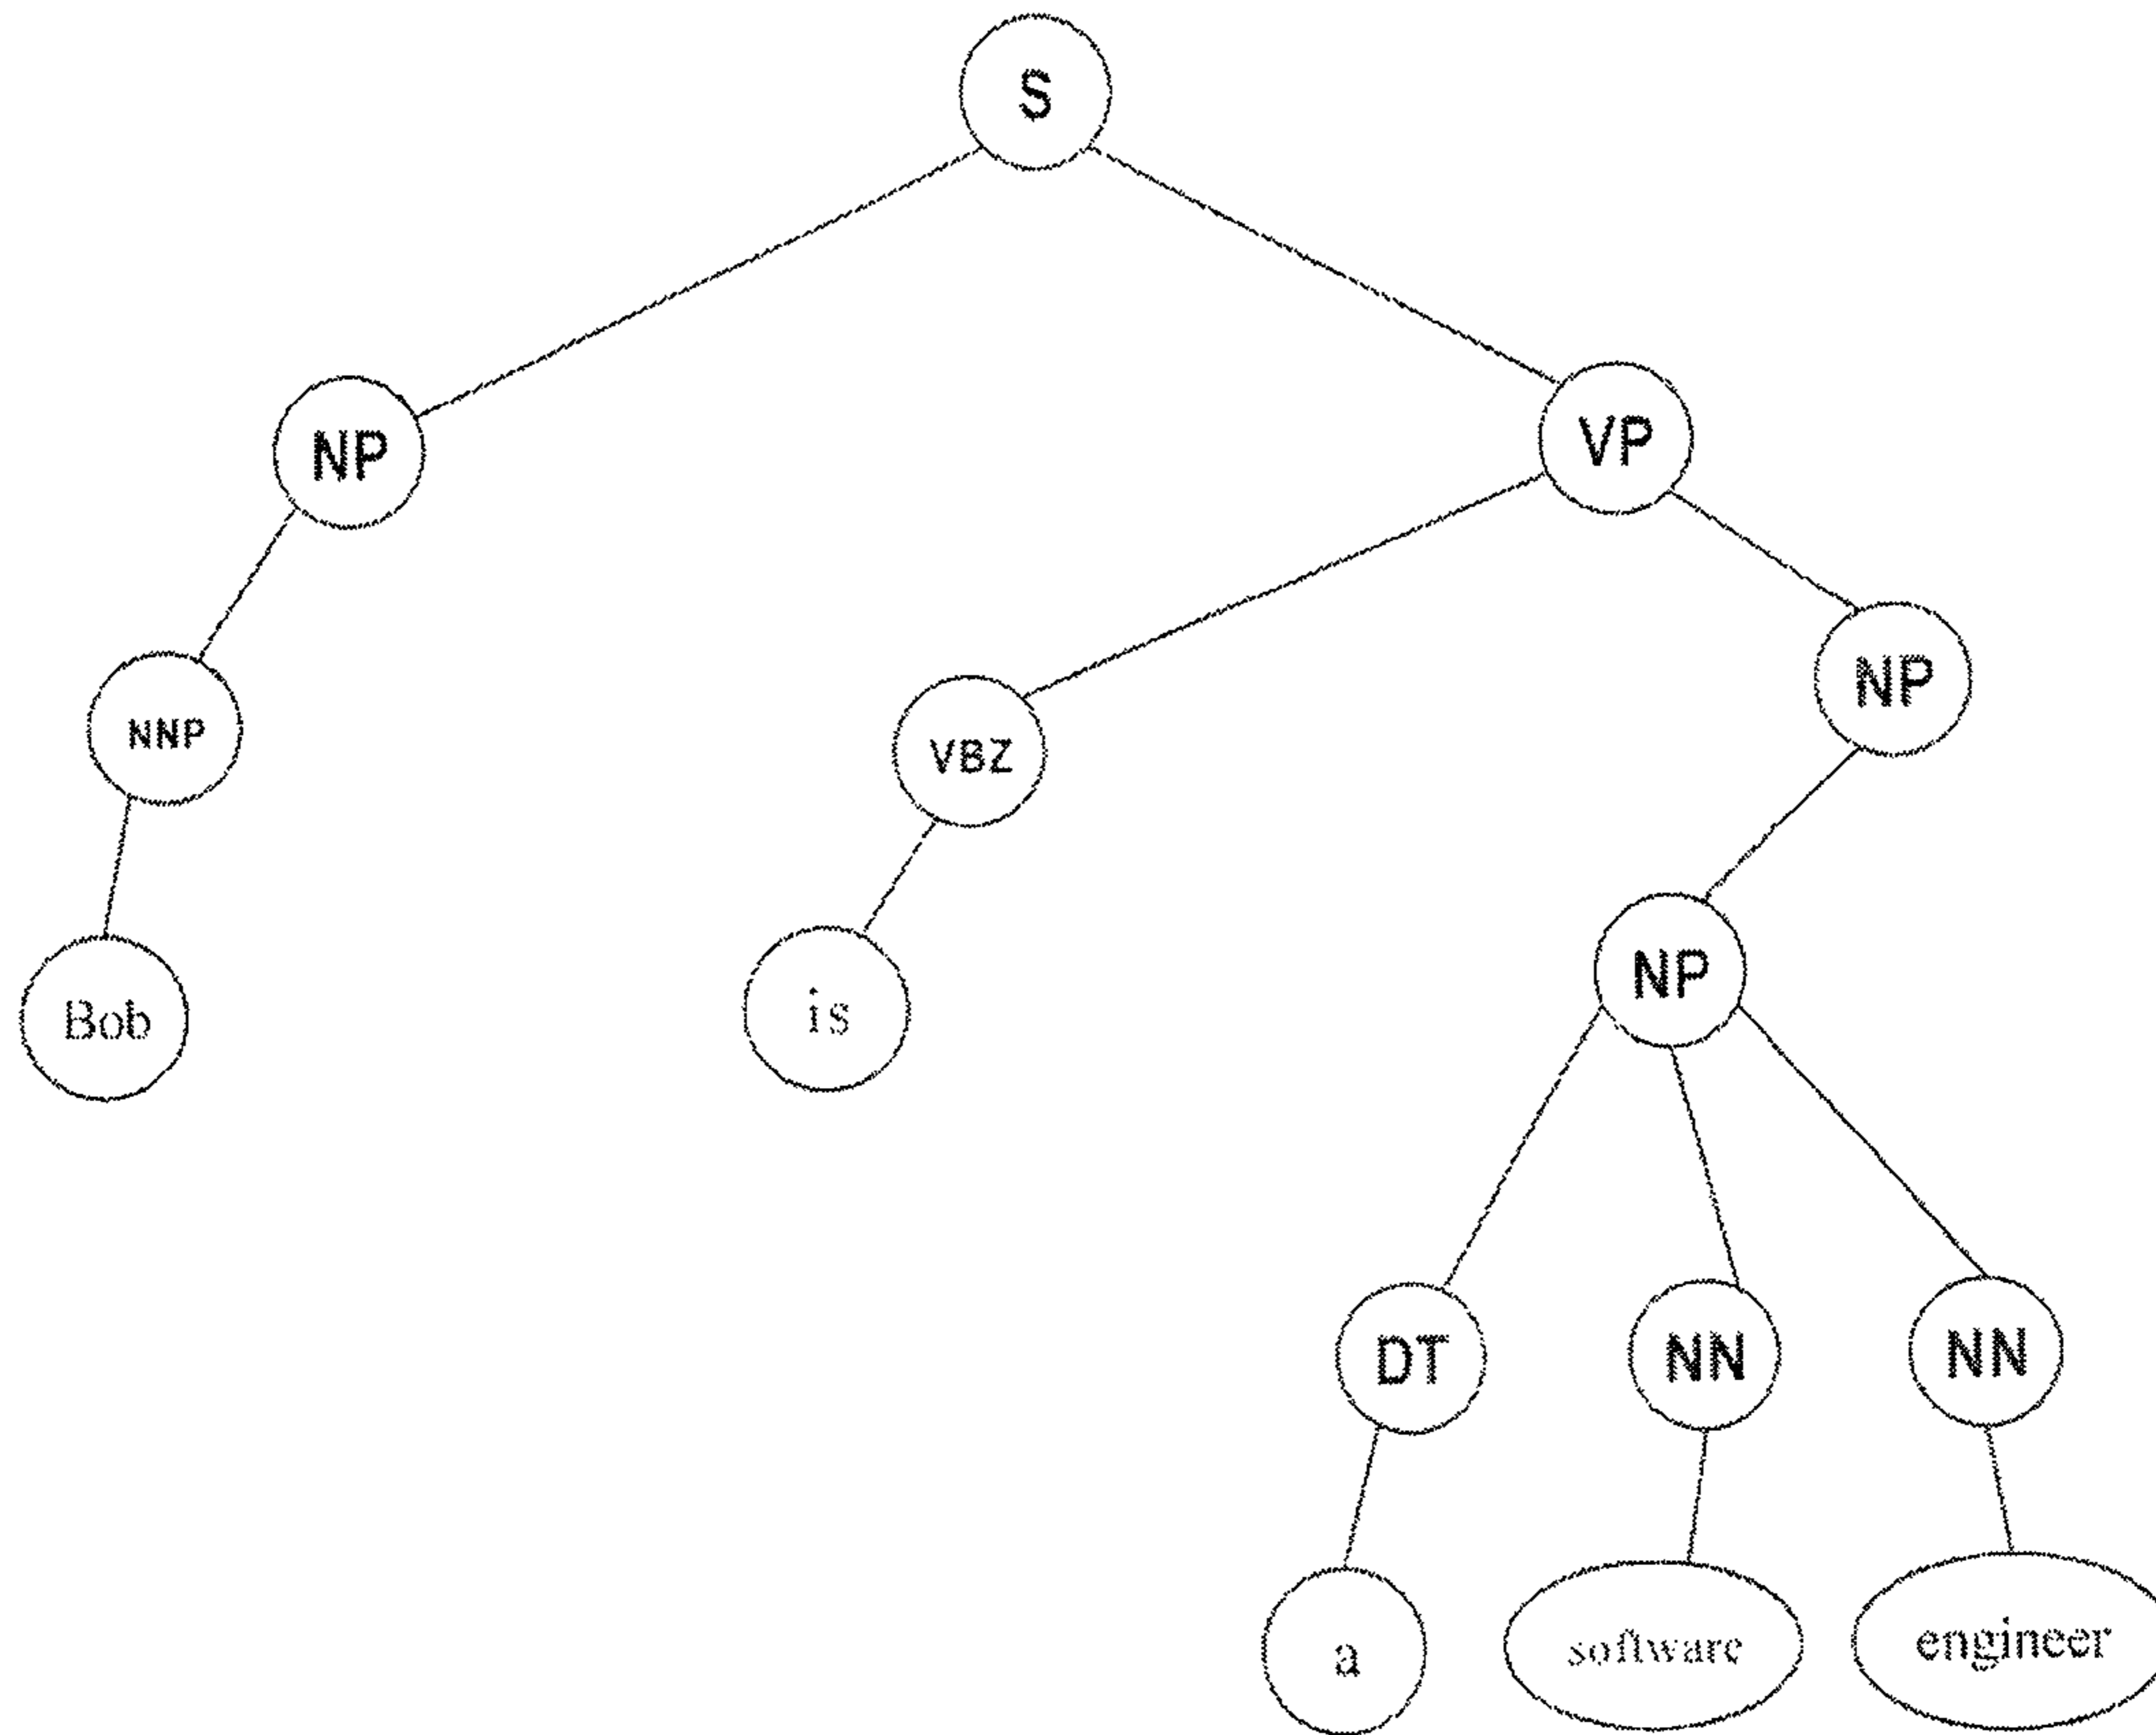 S
NP
VP
NP
NNP
VBZ
NP
Bob
is
DT
NN
NN
a
software
engineer